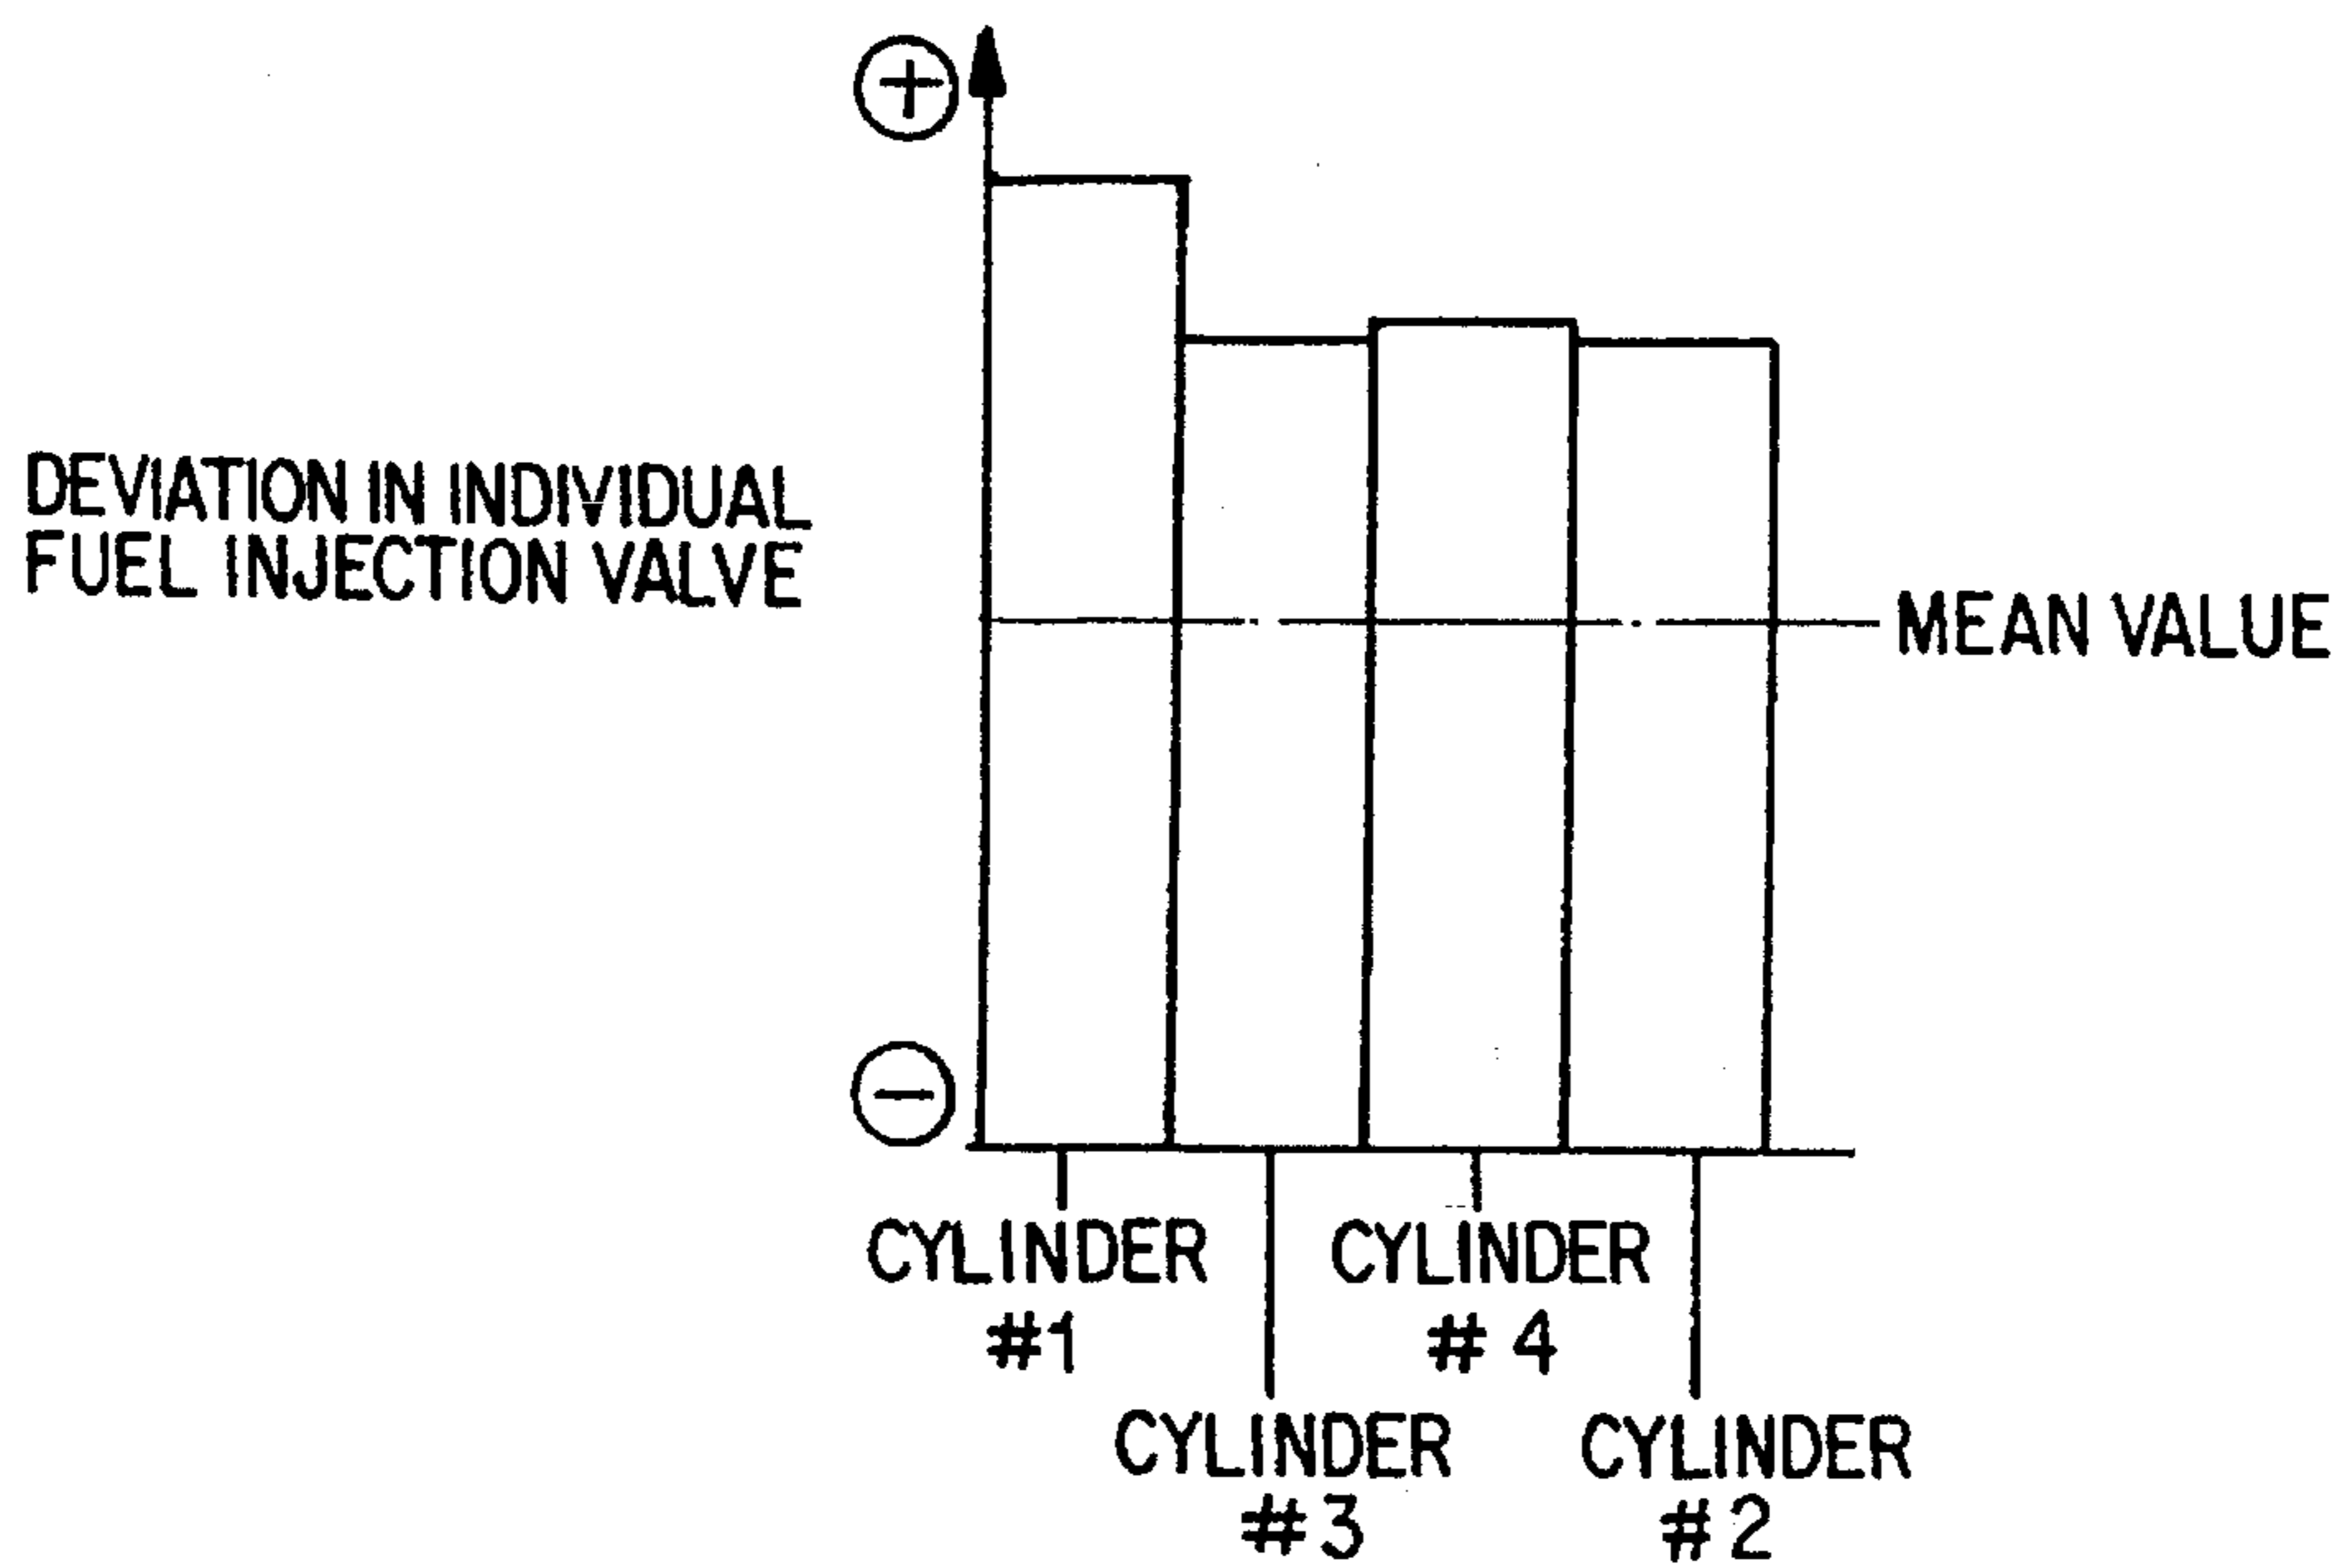 +
DEVIATION IN INDIVIDUAL
FUEL INJECTION VALVE
MEAN VALUE
−
CYLINDER
#1
CYLINDER
#4
CYLINDER
#3
CYLINDER
#2